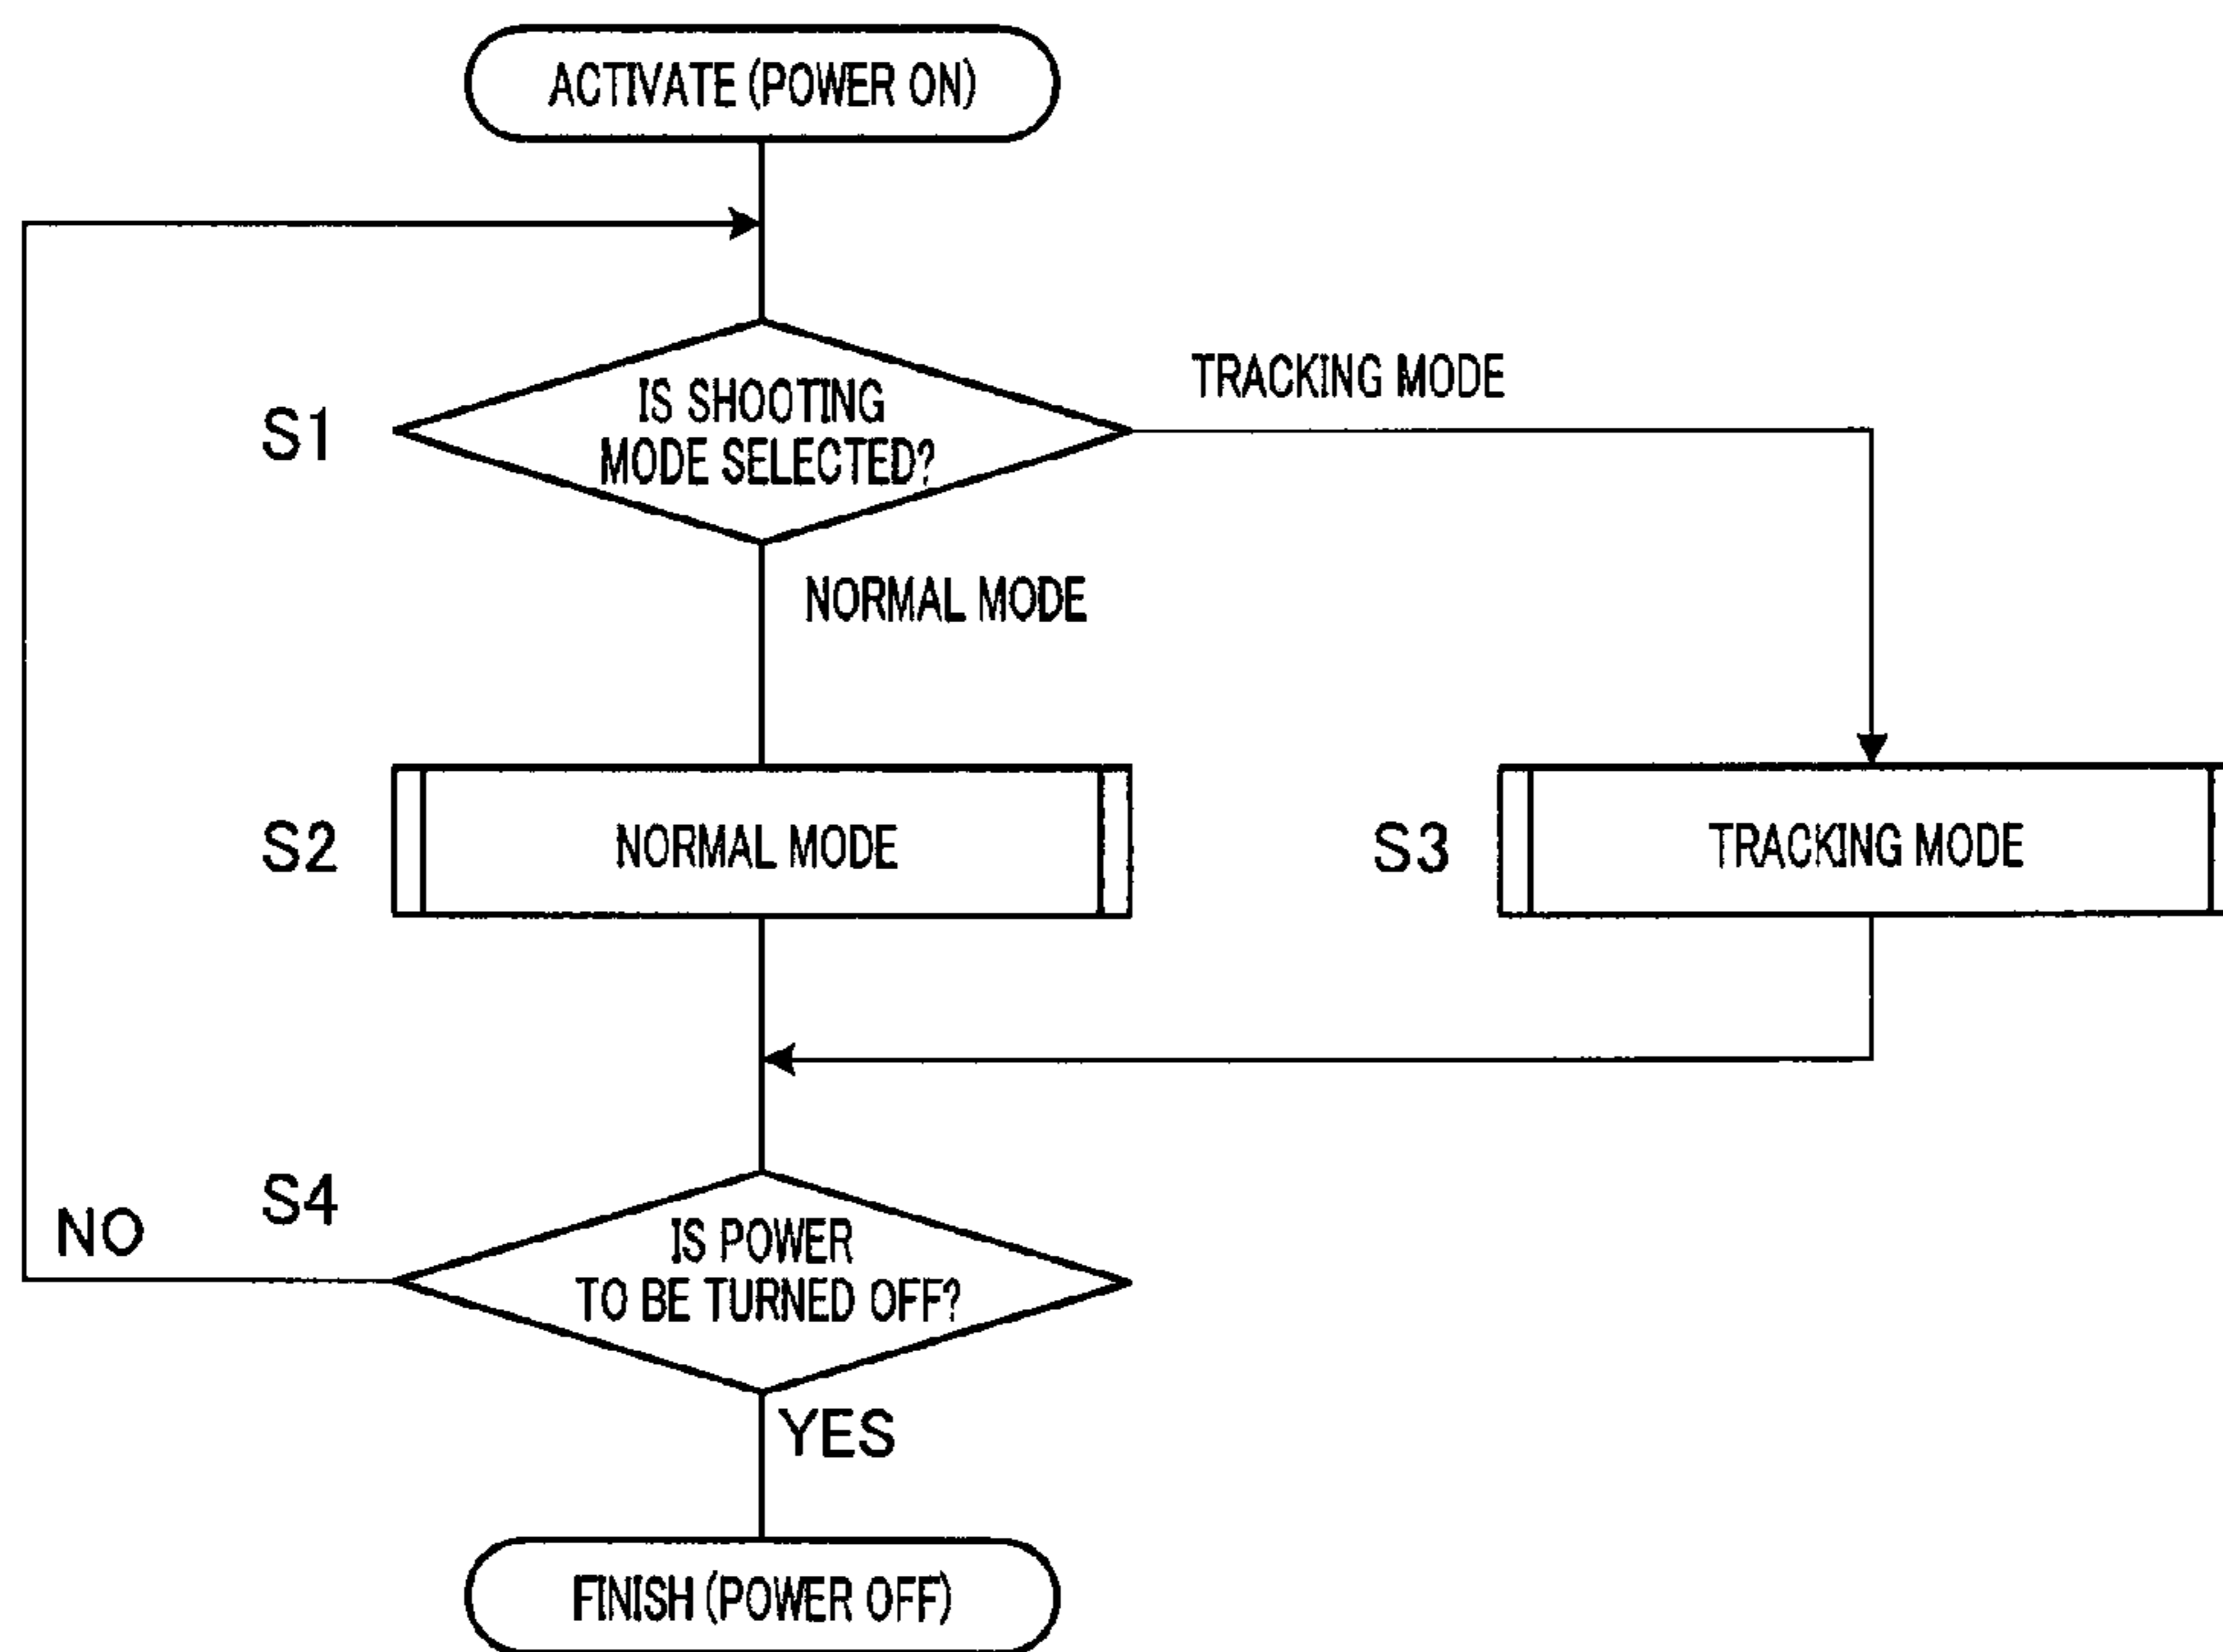 ACTIVATE (POWER ON)
S1
IS SHOOTING
MODE SELECTED?
TRACKING MODE
NORMAL MODE
S2
NORMAL MODE
S3
TRACKING MODE
S4
NO
IS POWER
TO BE TURNED OFF?
YES
FINISH (POWER OFF)